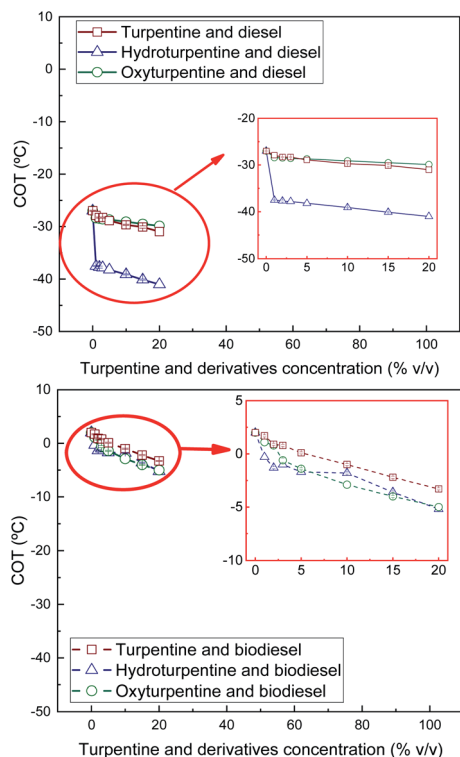 10
0
-10
-20
-30
-40
-50
COT (ºC)
Turpentine and diesel
Hydroturpentine and diesel
Oxyturpentine and diesel
-20
-30
-40
-50
0 5 10 15 20
0 20 40 60 80 100
Turpentine and derivatives concentration (% v/v)
10
0
-10
-20
-30
-40
-50
COT (ºC)
5
0
-5
-10
0 5 10 15 20
Turpentine and biodiesel
Hydroturpentine and biodiesel
Oxyturpentine and biodiesel
0 20 40 60 80 100
Turpentine and derivatives concentration (% v/v)